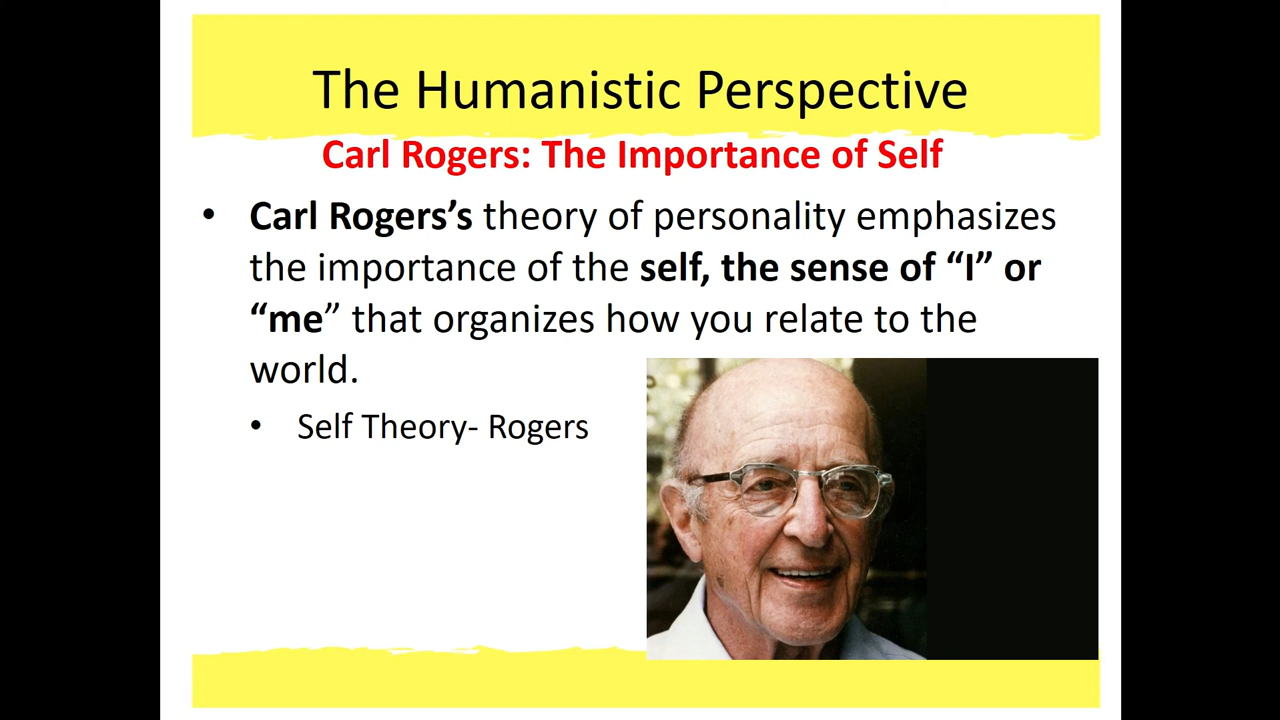 The Humanistic Perspective
Carl Rogers: The Importance of Self
• Carl Rogers’s theory of personality emphasizes
the importance of the self, the sense of “I” or
“me” that organizes how you relate to the
world.
• Self Theory- Rogers